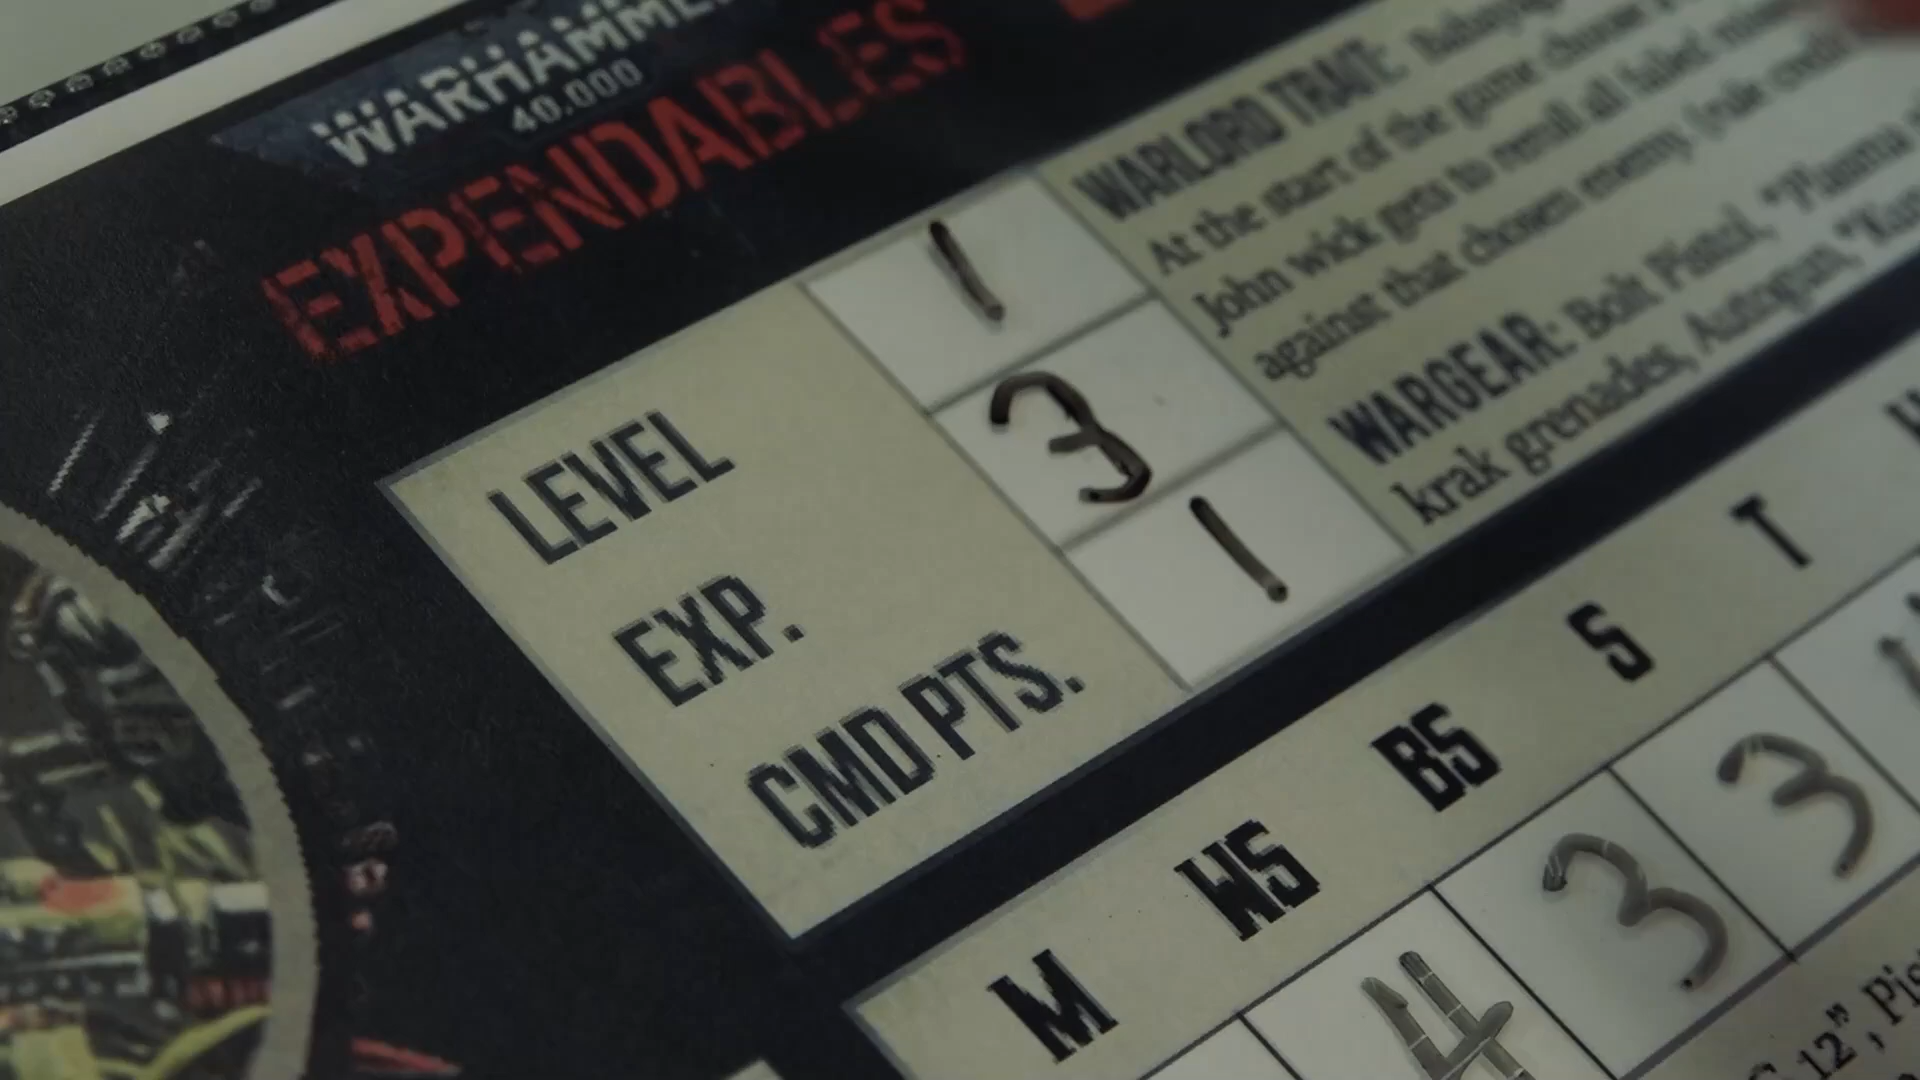 WARHAMMER
40,000
EXPENDABLES
LEVEL 1
EXP. 3
CMD PTS. 1
WARLORD TRAIT:
At the start of the game choose
John wick gets to reroll all failed
against that chosen enemy.
WARGEAR: Bolt Pistol,
krak grenades, Autogun,
M WS BS S T
4 3 3
12",